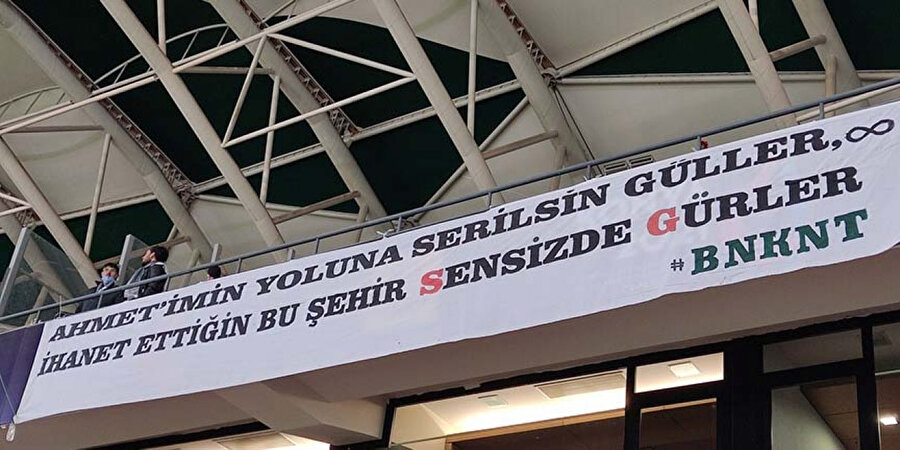 AHMET'İMİN YOLUNA SERİLSİN GÜLLER,∞
İHANET ETTİĞİN BU ŞEHİR SENSİZDE GÜRLER
#BNKNT